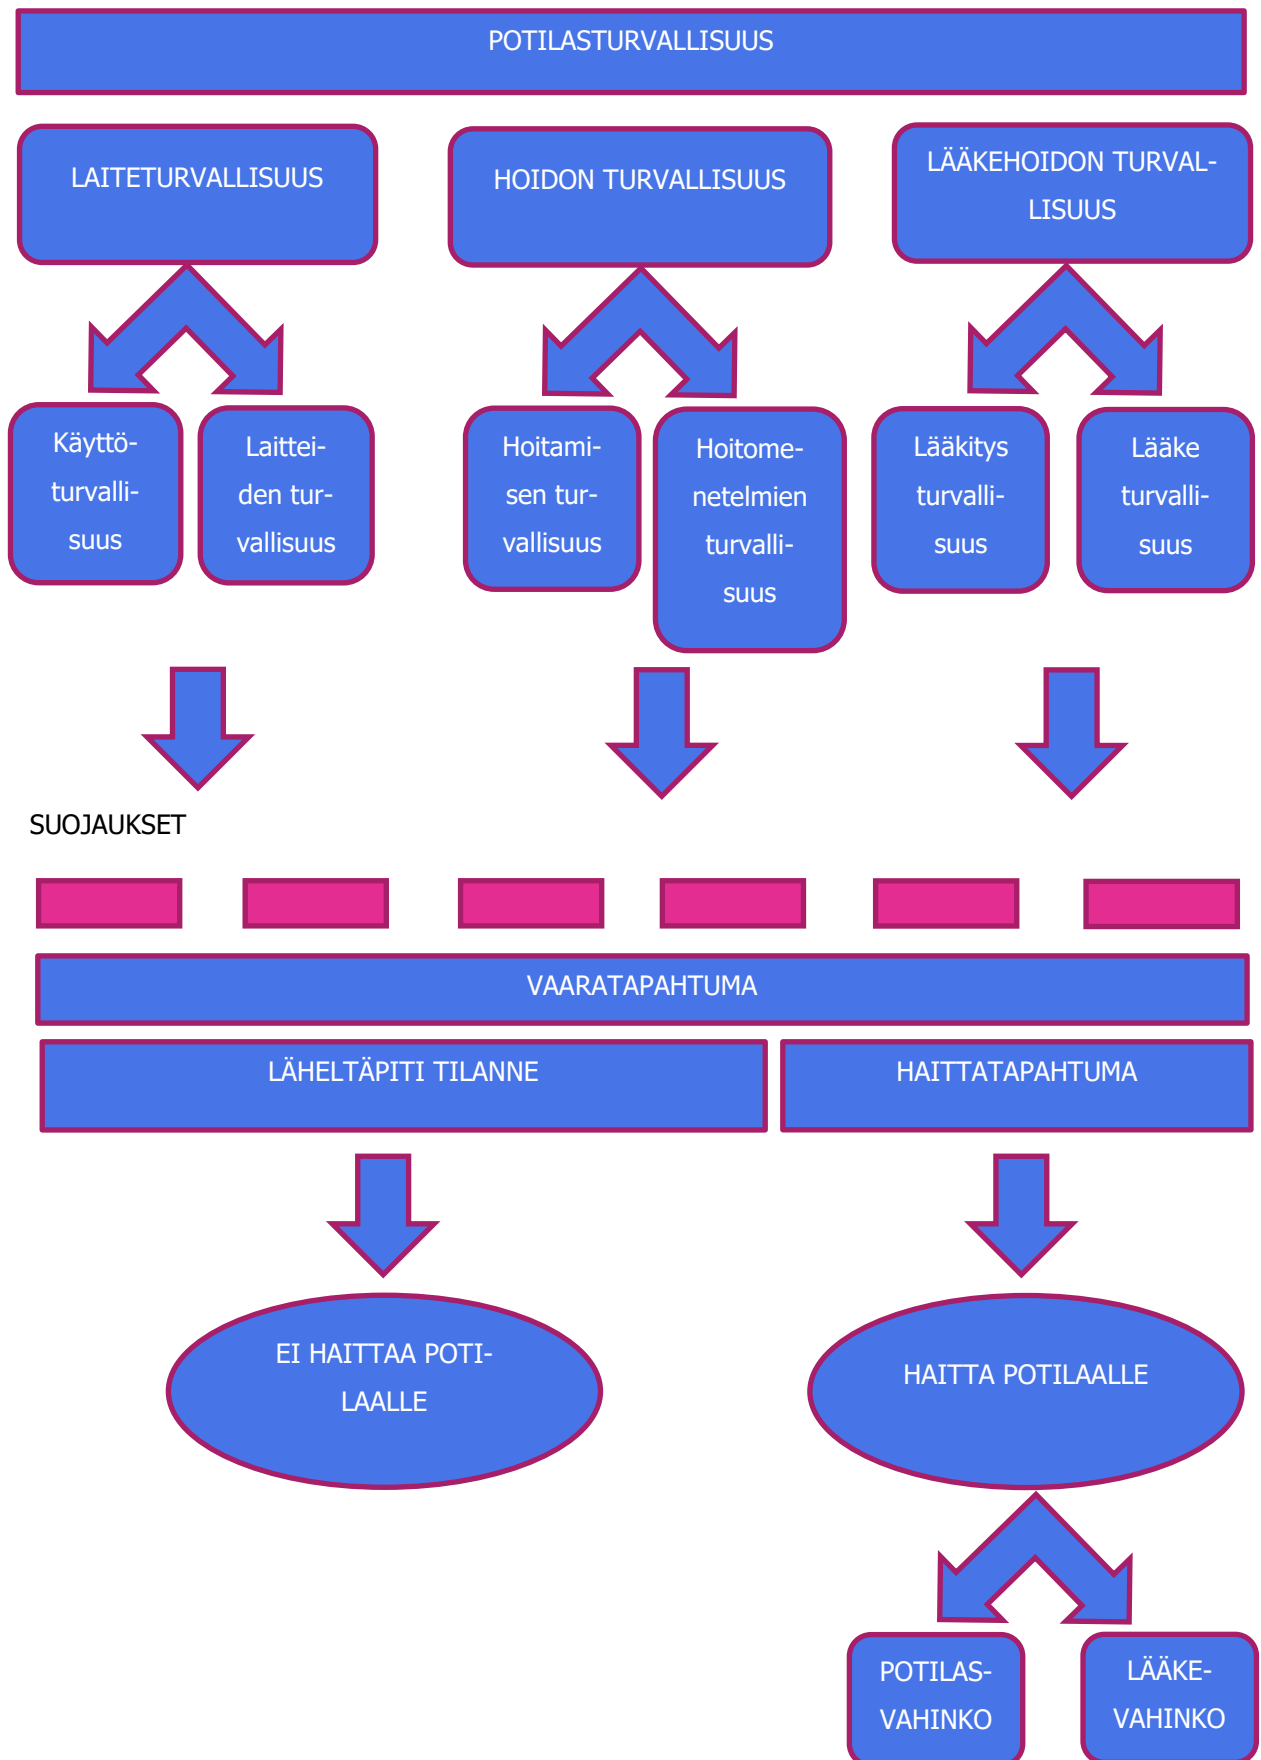 POTILASTURVALLISUUS
LAITETURVALLISUUS
HOIDON TURVALLISUUS
LÄÄKEHOIDON TURVAL-
LISUUS
Käyttö-
turvalli-
suus
Laittei-
den tur-
vallisuus
Hoitami-
sen tur-
vallisuus
Hoitome-
netelmien
turvalli-
suus
Lääkitys
turvalli-
suus
Lääke
turvalli-
suus
SUOJAUKSET
VAARATAPAHTUMA
LÄHELTÄPITI TILANNE
HAITTATAPAHTUMA
EI HAITTAA POTI-
LAALLE
HAITTA POTILAALLE
POTILAS-
VAHINKO
LÄÄKE-
VAHINKO